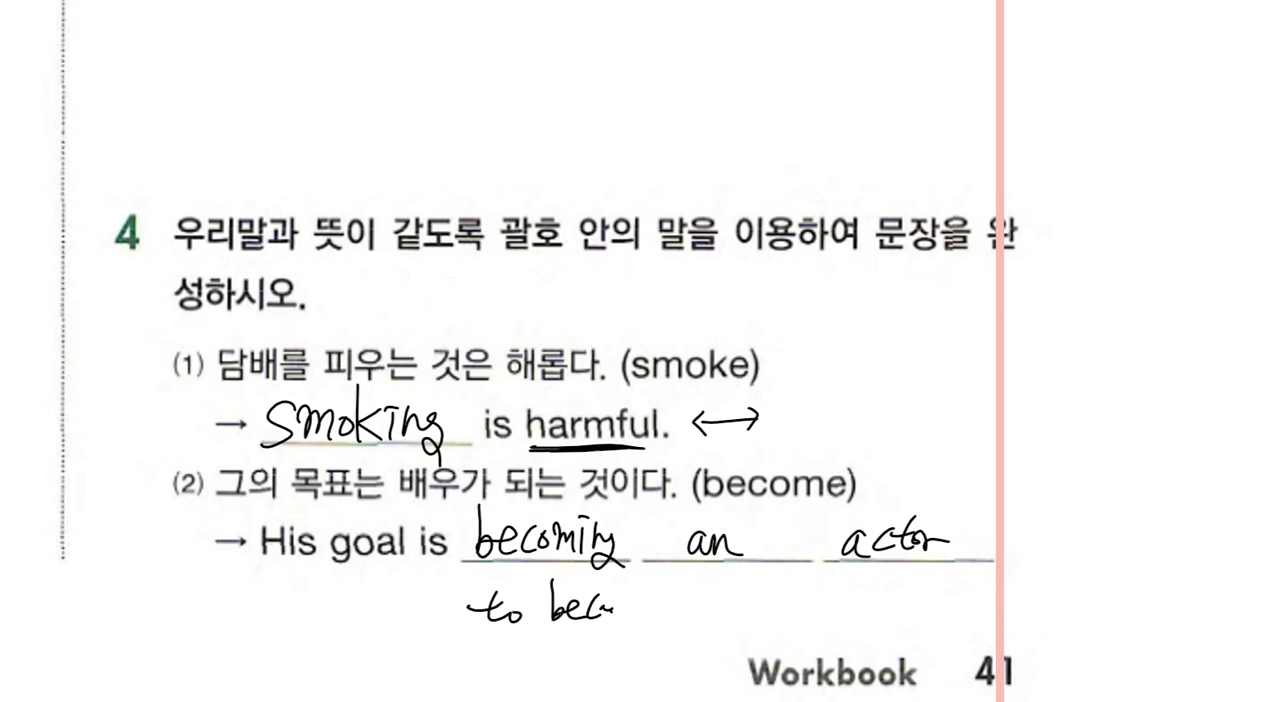 4 우리말과 뜻이 같도록 괄호 안의 말을 이용하여 문장을 완
성하시오.
(1) 담배를 피우는 것은 해롭다. (smoke)
→ smoking is harmful. ↔
(2) 그의 목표는 배우가 되는 것이다. (become)
→ His goal is becoming an actor
to bec
Workbook 41